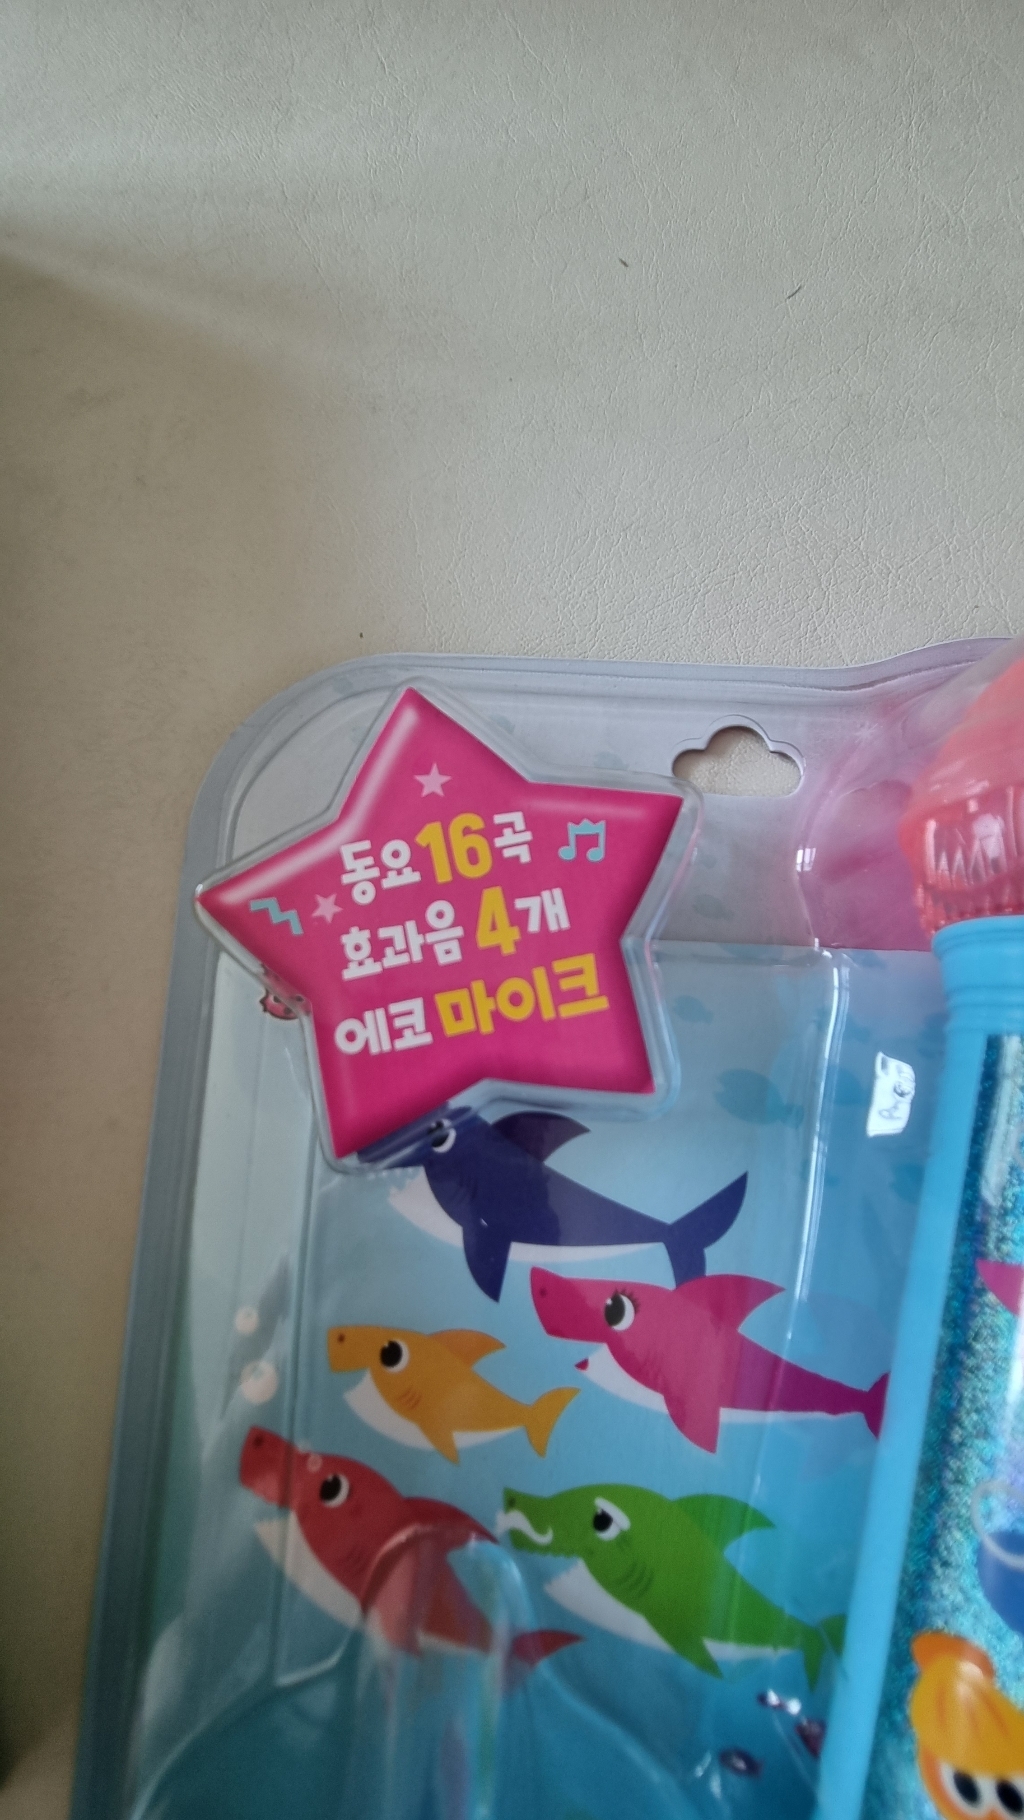 동요 16곡
효과음 4개
에코 마이크